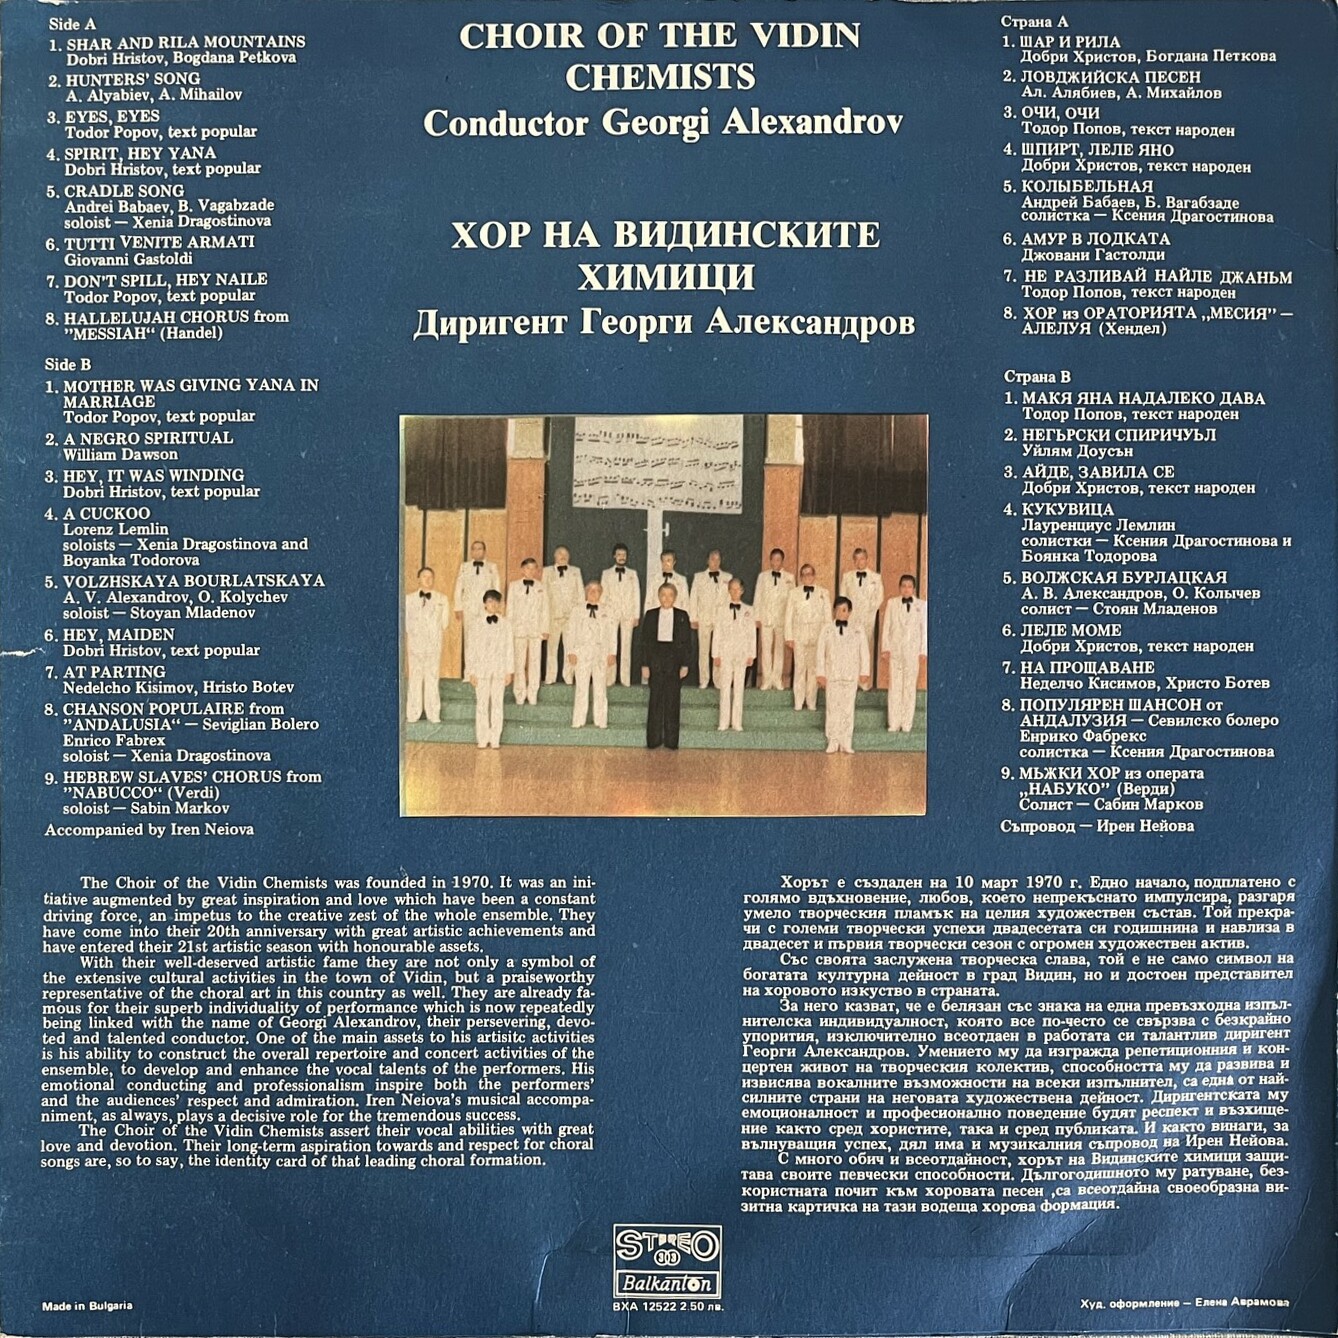 Side A
1. SHAR AND RILA MOUNTAINS
Dobri Hristov, Bogdana Petkova
2. HUNTERS' SONG
A. Alyabiev, A. Mihailov
3. EYES, EYES
Todor Popov, text popular
4. SPIRIT, HEY YANA
Dobri Hristov, text popular
5. CRADLE SONG
Andrei Babaev, B. Vagabzade
soloist — Xenia Dragostinova
6. TUTTI VENITE ARMATI
Giovanni Gastoldi
7. DON'T SPILL, HEY NAILE
Todor Popov, text popular
8. HALLELUJAH CHORUS from
"MESSIAH“ (Handel)
Side B
1. MOTHER WAS GIVING YANA IN
MARRIAGE
Todor Popov, text popular
2. A NEGRO SPIRITUAL
William Dawson
3. HEY, IT WAS WINDING
Dobri Hristov, text popular
4. A CUCKOO
Lorenz Lemlin
soloists — Xenia Dragostinova and
Boyanka Todorova
5. VOLZHSKAYA BOURLATSKAYA
A. V. Alexandrov, O. Kolychev
soloist — Stoyan Mladenov
6. HEY, MAIDEN
Dobri Hristov, text popular
7. AT PARTING
Nedelcho Kisimov, Hristo Botev
8. CHANSON POPULAIRE from
"ANDALUSIA“ — Seviglian Bolero
Enrico Fabrex
soloist — Xenia Dragostinova
9. HEBREW SLAVES' CHORUS from
"NABUCCO“ (Verdi)
soloist — Sabin Markov
Accompanied by Iren Neiova
CHOIR OF THE VIDIN
CHEMISTS
Conductor Georgi Alexandrov
ХОР НА ВИДИНСКИТЕ
ХИМИЦИ
Диригент Георги Александров
Страна А
1. ШАР И РИЛА
Добри Христов, Богдана Петкова
2. ЛОВДЖИЙСКА ПЕСЕН
Ал. Алябиев, А. Михайлов
3. ОЧИ, ОЧИ
Тодор Попов, текст народен
4. ШПИРТ, ЛЕЛЕ ЯНО
Добри Христов, текст народен
5. КОЛЫБЕЛЬНАЯ
Андрей Бабаев, Б. Вагабзаде
солистка — Ксения Драгостинова
6. АМУР В ЛОДКАТА
Джовани Гастолди
7. НЕ РАЗЛИВАЙ НАЙЛЕ ДЖАНЬМ
Тодор Попов, текст народен
8. ХОР из ОРАТОРИЯТА „МЕСИЯ” —
АЛЕЛУЯ (Хендел)
Страна В
1. МАКЯ ЯНА НАДАЛЕКО ДАВА
Тодор Попов, текст народен
2. НЕГЬРСКИ СПИРИЧУЬЛ
Уйлям Доусън
3. АЙДЕ, ЗАВИЛА СЕ
Добри Христов, текст народен
4. КУКУВИЦА
Лауренциус Лемлин
солистки — Ксения Драгостинова и
Боянка Тодорова
5. ВОЛЖСКАЯ БУРЛАЦКАЯ
А. В. Александров, О. Колычев
солист — Стоян Младенов
6. ЛЕЛЕ МОМЕ
Добри Христов, текст народен
7. НА ПРОЩАВАНЕ
Неделчо Кисимов, Христо Ботев
8. ПОПУЛЯРЕН ШАНСОН от
АНДАЛУЗИЯ — Севилско болеро
Енрико Фабрекс
солистка — Ксения Драгостинова
9. МЬЖКИ ХОР из операта
„НАБУКО” (Верди)
Солист — Сабин Марков
Съпровод — Ирен Нейова
The Choir of the Vidin Chemists was founded in 1970. It was an ini-
tiative augmented by great inspiration and love which have been a constant
driving force, an impetus to the creative zest of the whole ensemble. They
have come into their 20th anniversary with great artistic achievements and
have entered their 21st artistic season with honourable assets.
With their well-deserved artistic fame they are not only a symbol of
the extensive cultural activities in the town of Vidin, but a praiseworthy
representative of the choral art in this country as well. They are already fa-
mous for their superb individuality of performance which is now repeatedly
being linked with the name of Georgi Alexandrov, their persevering, devo-
ted and talented conductor. One of the main assets to his artisitc activities
is his ability to construct the overall repertoire and concert activities of the
ensemble, to develop and enhance the vocal talents of the performers. His
emotional conducting and professionalism inspire both the performers'
and the audiences' respect and admiration. Iren Neiova's musical accompa-
niment, as always, plays a decisive role for the tremendous success.
The Choir of the Vidin Chemists assert their vocal abilities with great
love and devotion. Their long-term aspiration towards and respect for choral
songs are, so to say, the identity card of that leading choral formation.
Хорът е създаден на 10 март 1970 г. Едно начало, подплатено с
голямо вдъхновение, любов, което непрекъснато импулсира, разгаря
умело творческия пламък на целия художествен състав. Той прекра-
чи с големи творчески успехи двадесетата си годишнина и навлиза в
двадесет и първия творчески сезон с огромен художествен актив.
Със своята заслужена творческа слава, той е не само символ на
богатата културна дейност в град Видин, но и достоен представител
на хоровото изкуство в страната.
За него казват, че е белязан със знака на една превъзходна изпъл-
нителска индивидуалност, която все по-често се свързва с безкрайно
упорития, изключително всеотдаен в работата си талантлив диригент
Георги Александров. Умението му да изгражда репетиционния и кон-
цертен живот на творческия колектив, способността му да развива и
извисява вокалните възможности на всеки изпълнител, са една от най-
силните страни на неговата художествена дейност. Диригентската му
емоционалност и професионално поведение будят респект и възхище-
ние както сред хористите, така и сред публиката. И както винаги, за
вълнуващия успех, дял има и музикалния съпровод на Ирен Нейова.
С много обич и всеотдайност, хорът на Видинските химици защи-
тава своите певчески способности. Дългогодишното му ратуване, без-
користната почит към хоровата песен ,са всеотдайна своеобразна ви-
зитна картичка на тази водеща хорова формация.
STEREO
303
Balkanton
ВХА 12522 2.50 лв.
Made in Bulgaria
Худ. оформление — Елена Аврамова